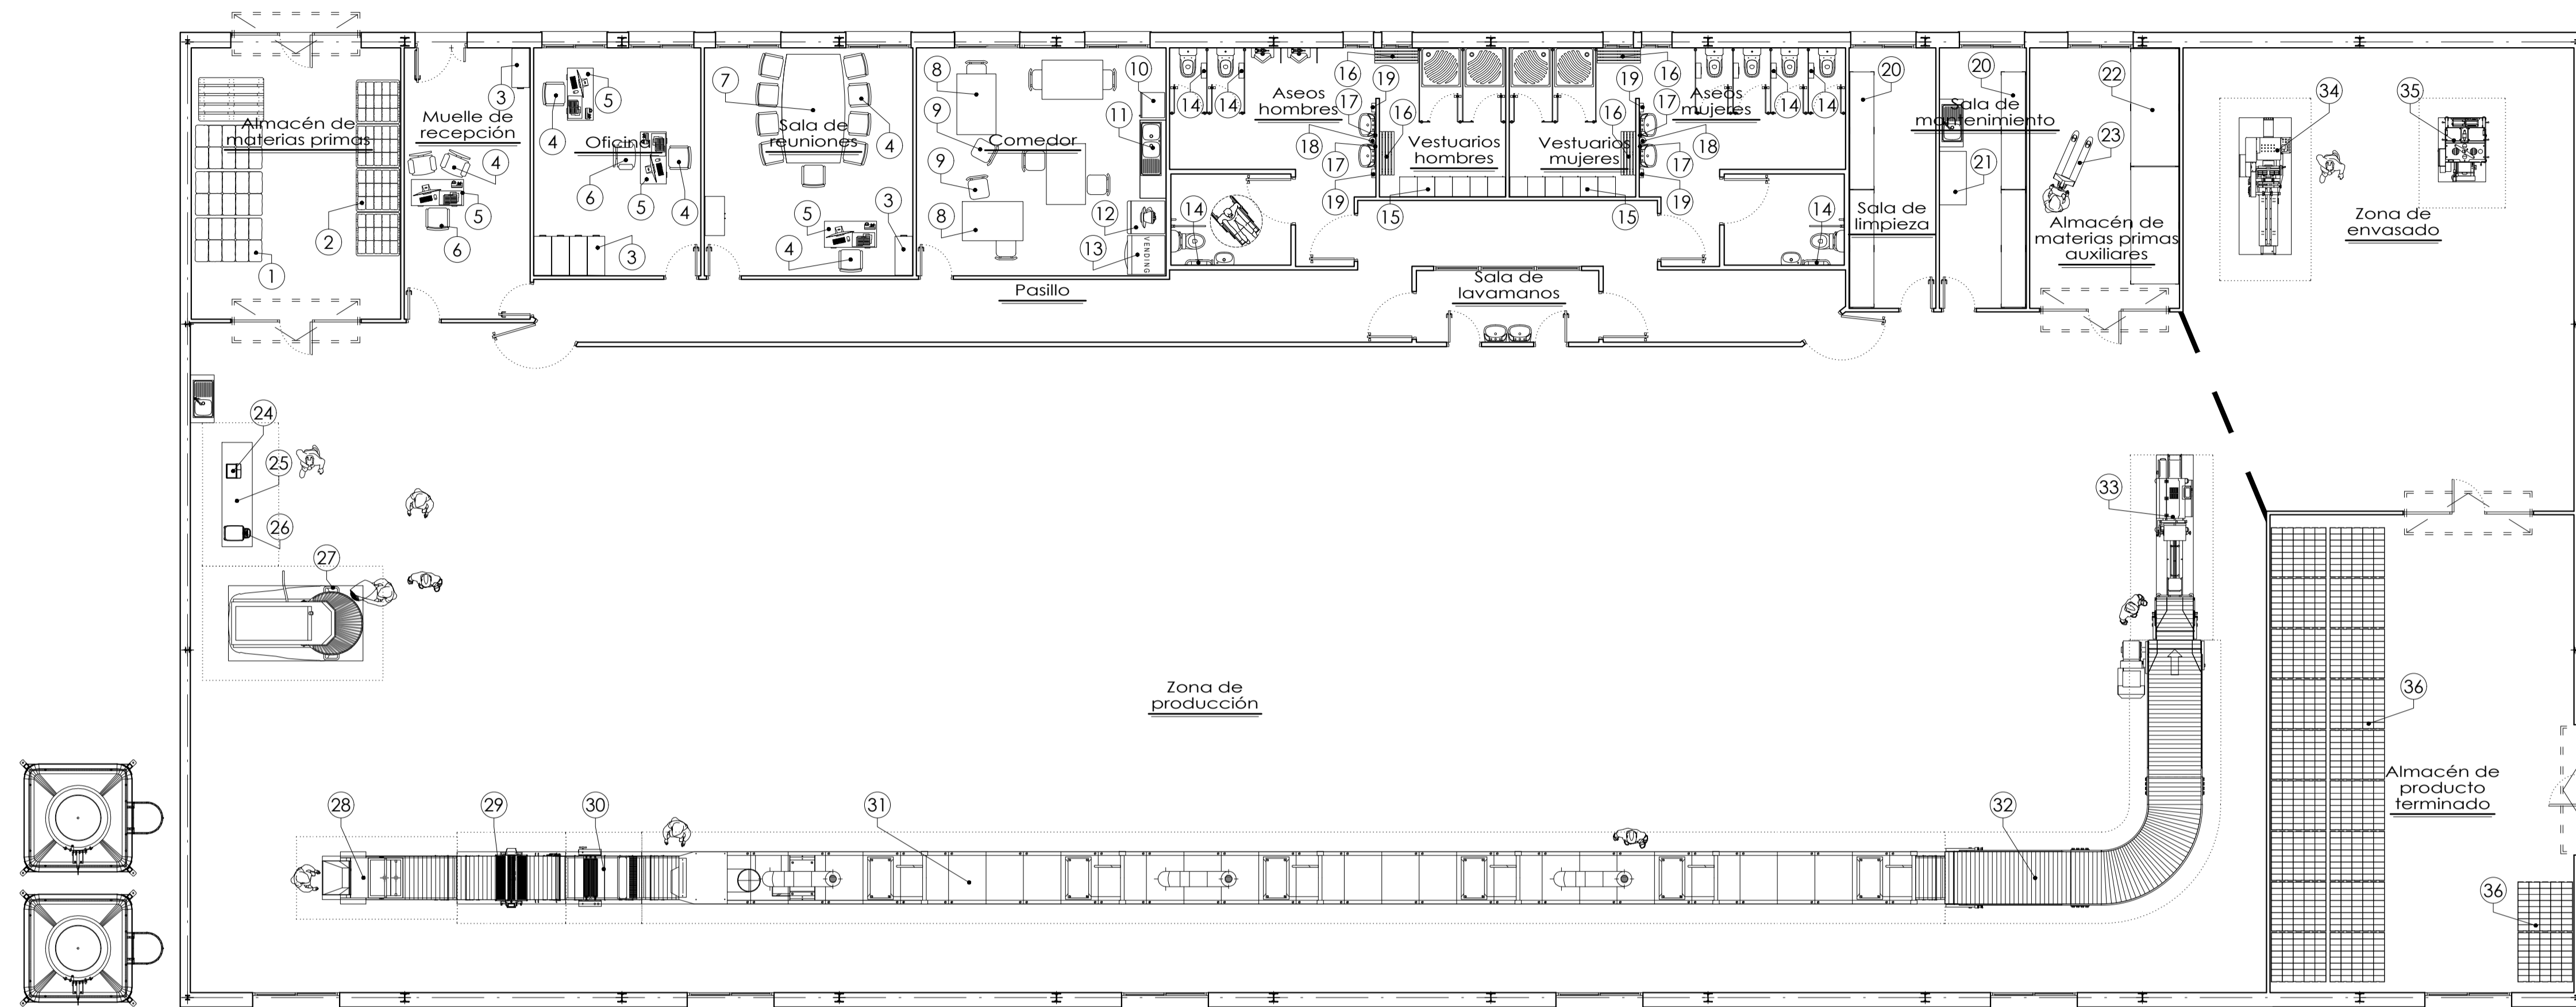 Almacén de
materias primas
Muelle de
recepción
Oficina
Sala de
reuniones
Comedor
Aseos
hombres
Vestuarios
hombres
Vestuarios
mujeres
Aseos
mujeres
Sala de
limpieza
Sala de
mantenimiento
Almacén de
materias primas
auxiliares
Zona de
envasado
Pasillo
Sala de
lavamanos
VENDING
Zona de
producción
Almacén de
producto
terminado
1
2
3
4
5
6
3
4
5
6
5
4
3
7
4
5
4
3
8
9
9
8
10
11
12
13
14
14
14
16
19
17
18
17
19
16
15
16
19
17
18
17
19
16
15
14
14
14
20
20
21
22
23
34
35
24
25
26
27
28
29
30
31
32
33
36
36